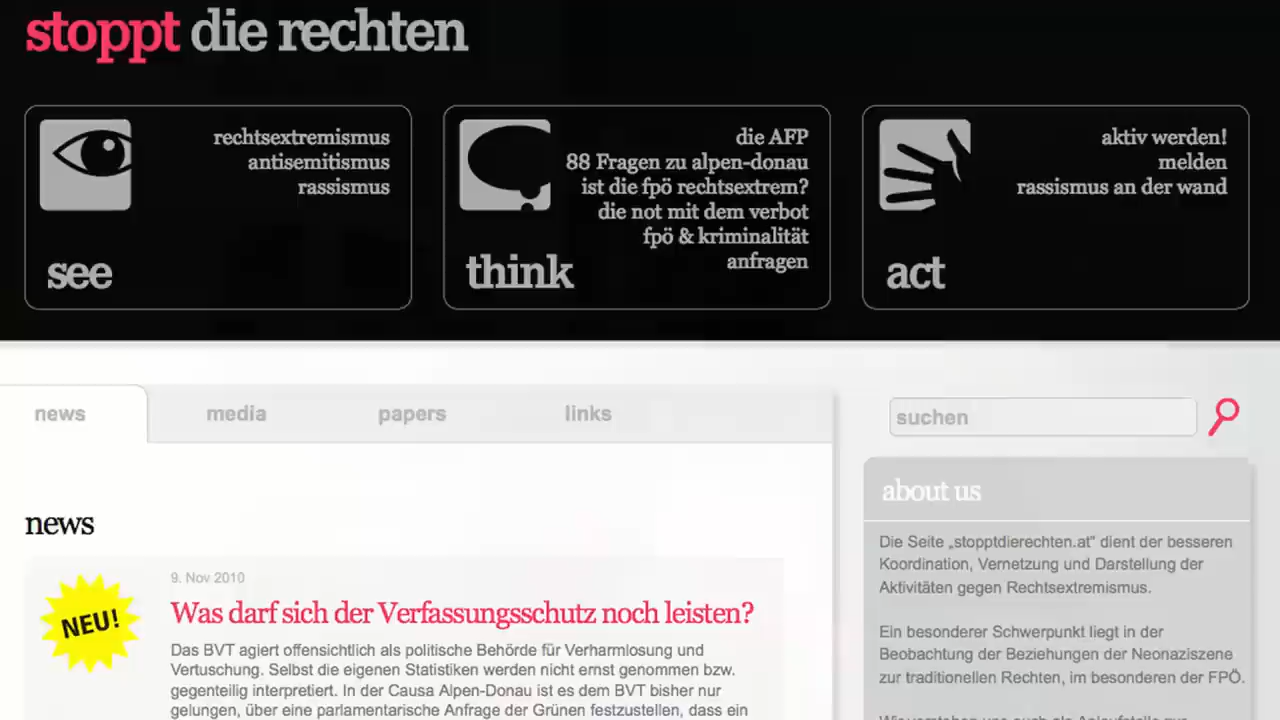 stoppt die rechten
rechtsextremismus
antisemitismus
rassismus
see
die AFP
88 Fragen zu alpen-donau
ist die fpö rechtsextrem?
die not mit dem verbot
fpö & kriminalität
anfragen
think
aktiv werden!
melden
rassismus an der wand
act
news
media
papers
links
suchen
news
NEU!
9. Nov 2010
Was darf sich der Verfassungsschutz noch leisten?
Das BVT agiert offensichtlich als politische Behörde für Verharmlosung und
Vertuschung. Selbst die eigenen Statistiken werden nicht ernst genommen bzw.
gegenteilig interpretiert. In der Causa Alpen-Donau ist es dem BVT bisher nur
gelungen, über eine parlamentarische Anfrage der Grünen festzustellen, dass ein
about us
Die Seite „stopptdierechten.at“ dient der besseren
Koordination, Vernetzung und Darstellung der
Aktivitäten gegen Rechtsextremismus.
Ein besonderer Schwerpunkt liegt in der
Beobachtung der Beziehungen der Neonaziszene
zur traditionellen Rechten, im besonderen der FPÖ.